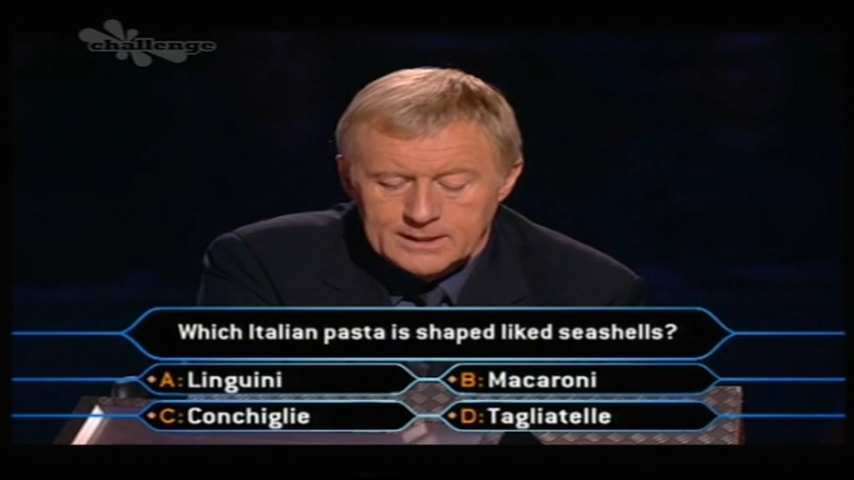 challenge
Which Italian pasta is shaped liked seashells?
A: Linguini
B: Macaroni
C: Conchiglie
D: Tagliatelle